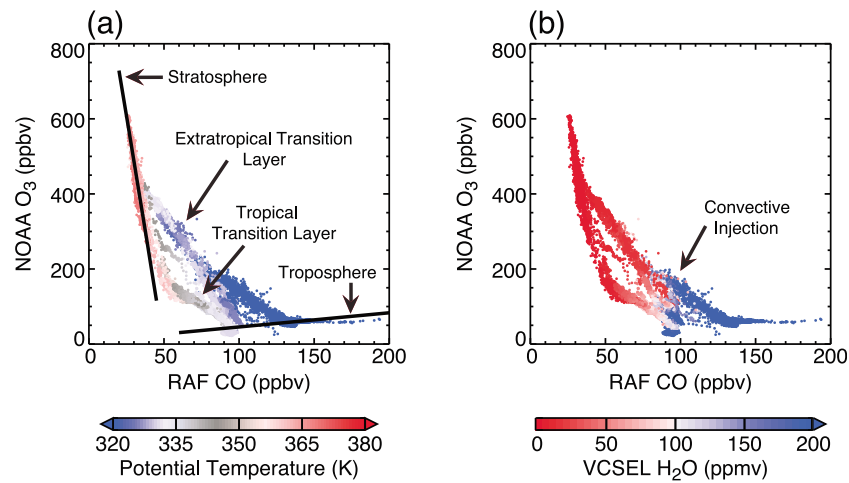 (a)
800
600
400
200
0
NOAA O3 (ppbv)
Stratosphere
Extratropical Transition
Layer
Tropical
Transition Layer
Troposphere
0 50 100 150 200
RAF CO (ppbv)
320 335 350 365 380
Potential Temperature (K)
(b)
800
600
400
200
0
NOAA O3 (ppbv)
Convective
Injection
0 50 100 150 200
RAF CO (ppbv)
0 50 100 150 200
VCSEL H2O (ppmv)